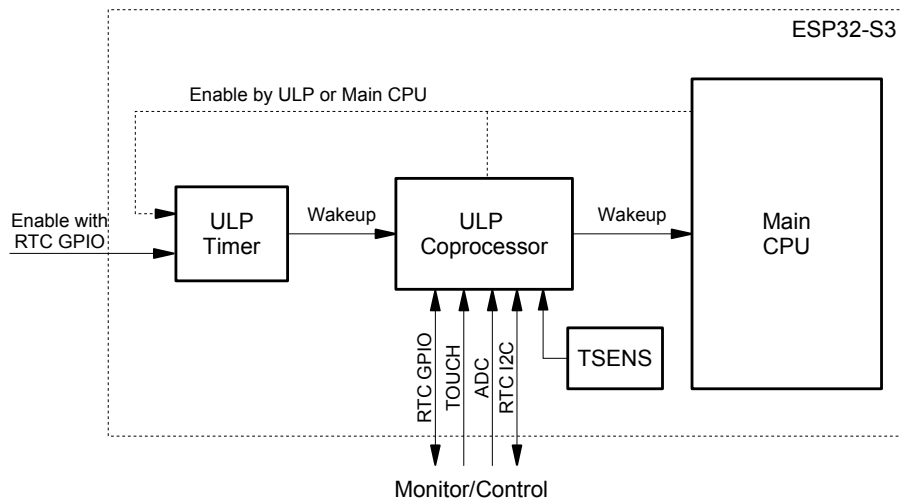 ESP32-S3
Enable by ULP or Main CPU
Enable with
RTC GPIO
ULP
Timer
Wakeup
ULP
Coprocessor
Wakeup
Main
CPU
RTC GPIO
TOUCH
ADC
RTC I2C
TSENS
Monitor/Control